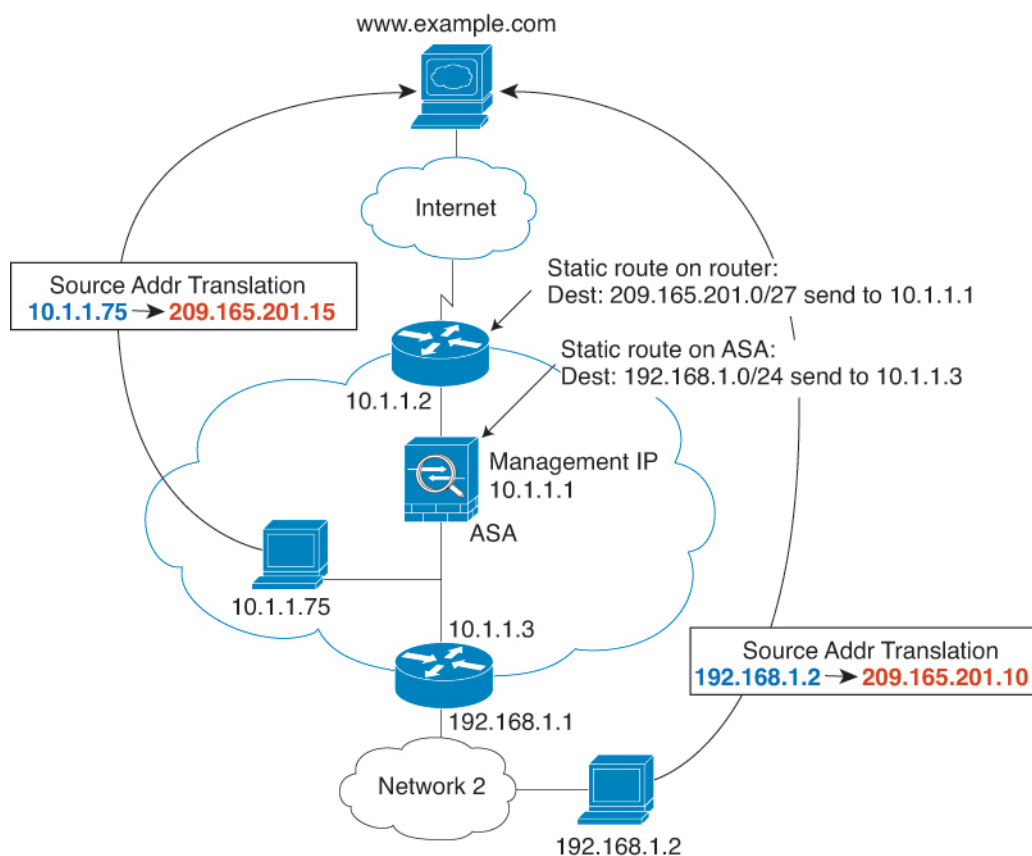 www.example.com
Internet
Source Addr Translation
10.1.1.75 209.165.201.15
Static route on router:
Dest: 209.165.201.0/27 send to 10.1.1.1
Static route on ASA:
Dest: 192.168.1.0/24 send to 10.1.1.3
10.1.1.2
Management IP
10.1.1.1
ASA
10.1.1.75
10.1.1.3
Source Addr Translation
192.168.1.2 209.165.201.10
192.168.1.1
Network 2
192.168.1.2